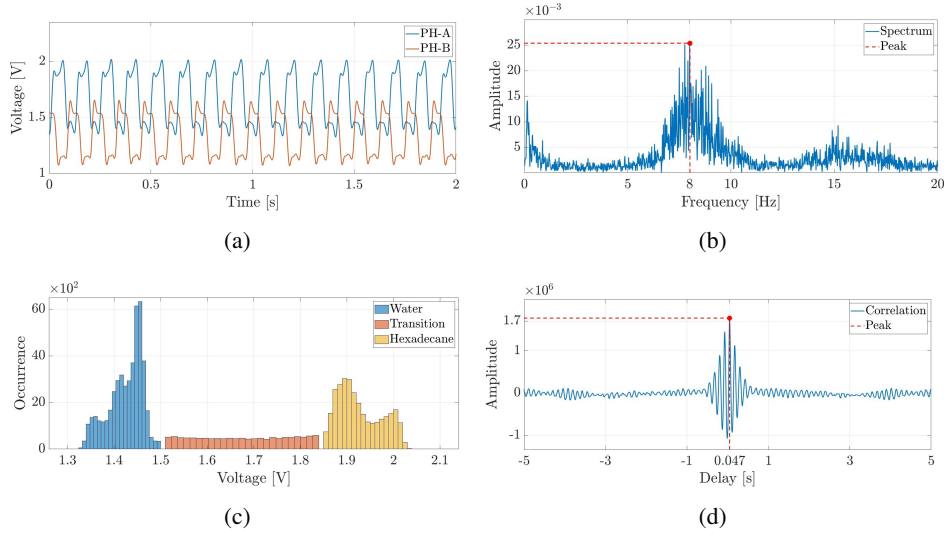 PH-A
PH-B
2
1.5
1
Voltage [V]
0 0.5 1 1.5 2
Time [s]
(a)
×10⁻³
Spectrum
Peak
25
20
15
10
5
Amplitude
0 5 8 10 15 20
Frequency [Hz]
(b)
×10²
Water
Transition
Hexadecane
60
40
20
0
Occurrence
1.3 1.4 1.5 1.6 1.7 1.8 1.9 2 2.1
Voltage [V]
(c)
×10⁶
Correlation
Peak
1.7
1
0
-1
Amplitude
-5 -3 -1 0.047 1 3 5
Delay [s]
(d)